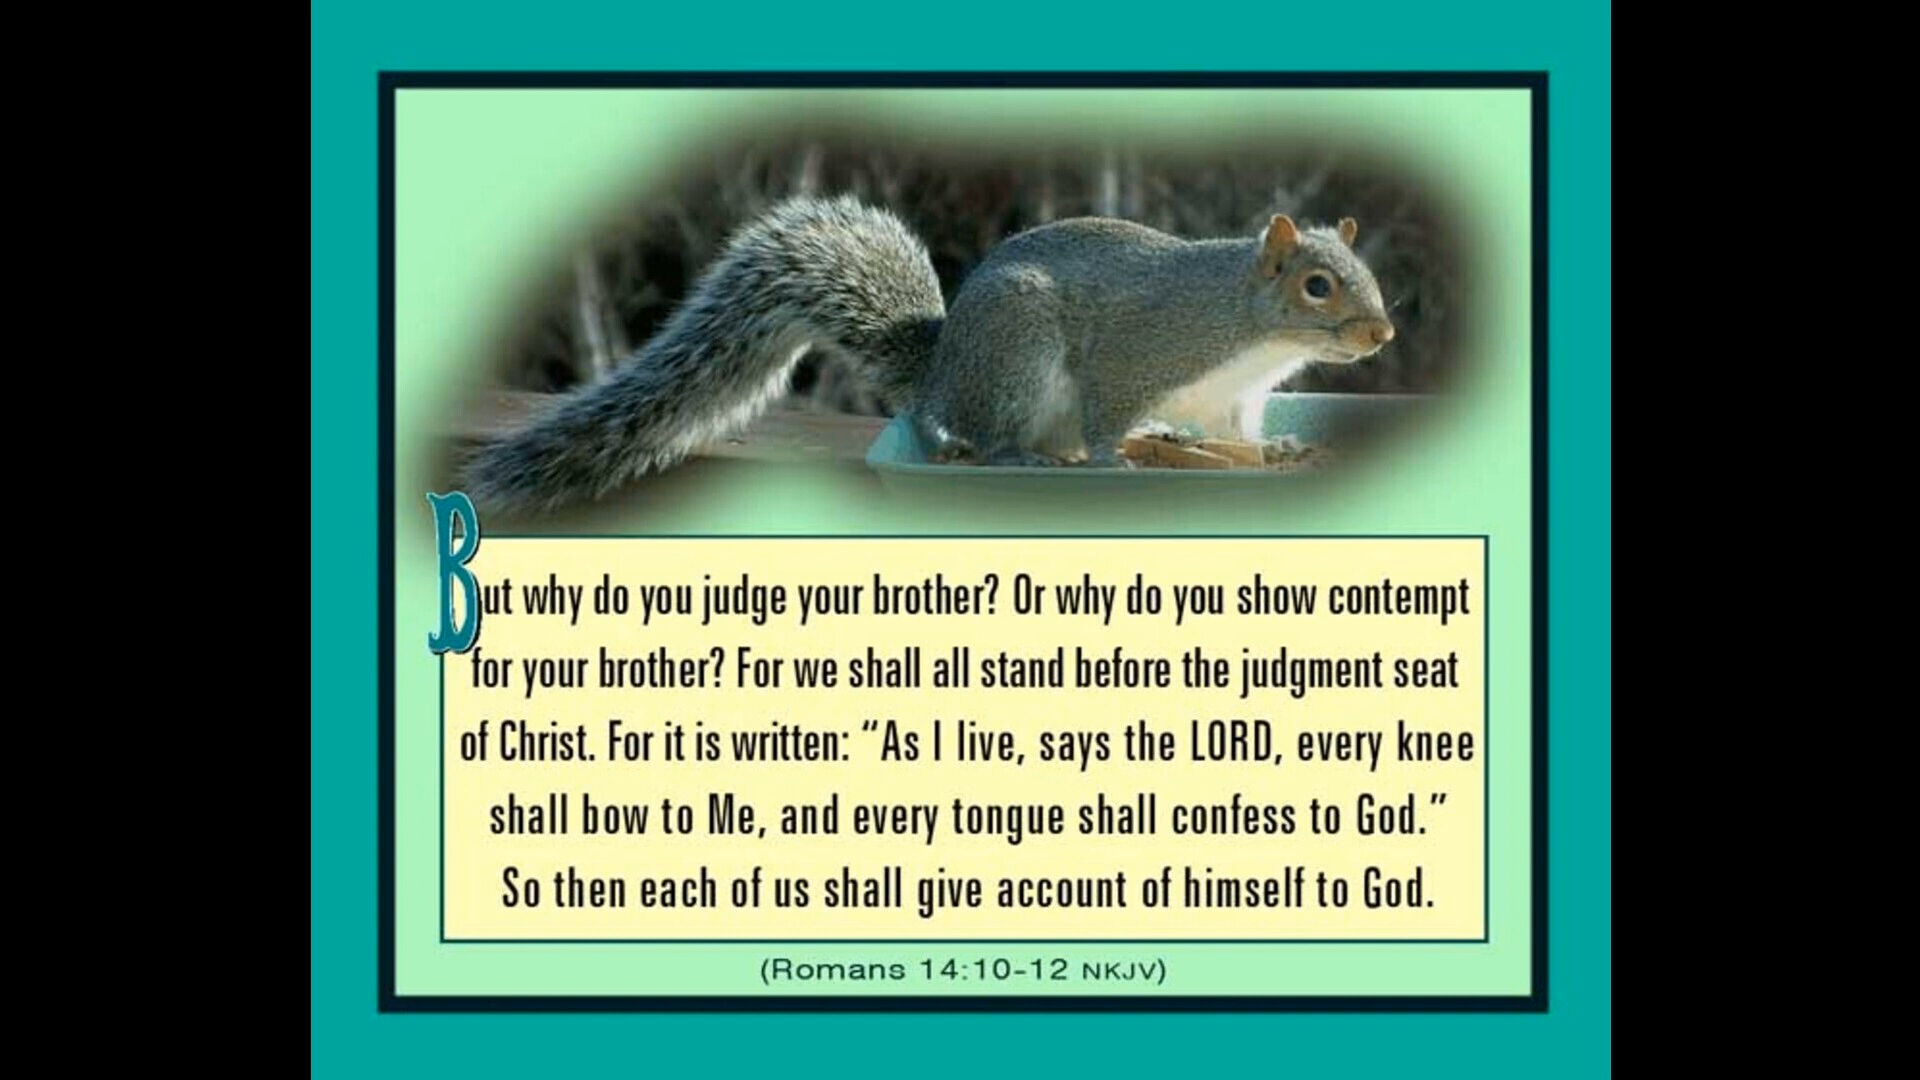 But why do you judge your brother? Or why do you show contempt
for your brother? For we shall all stand before the judgment seat
of Christ. For it is written: “As I live, says the LORD, every knee
shall bow to Me, and every tongue shall confess to God.”
So then each of us shall give account of himself to God.
(Romans 14:10-12 NKJV)